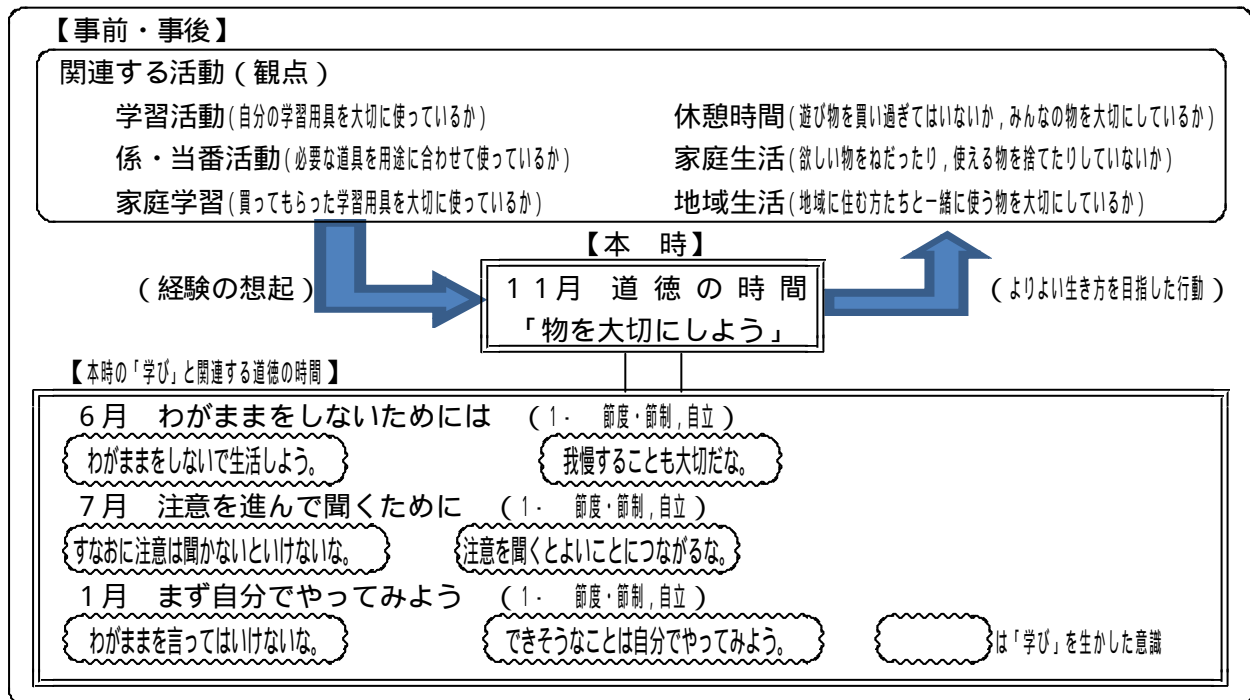 【事前・事後】
関連する活動（観点）
学習活動（自分の学習用具を大切に使っているか）
休憩時間（遊び物を買い過ぎてはいないか，みんなの物を大切にしているか）
係・当番活動（必要な道具を用途に合わせて使っているか）
家庭生活（欲しい物をねだったり，使える物を捨てたりしていないか）
家庭学習（買ってもらった学習用具を大切に使っているか）
地域生活（地域に住む方たちと一緒に使う物を大切にしているか）
【本　時】
（経験の想起）
11月　道徳の時間
「物を大切にしよう」
（よりよい生き方を目指した行動）
【本時の「学び」と関連する道徳の時間】
6月　わがままをしないためには　（1-　節度・節制，自立）
わがままをしないで生活しよう。
我慢することも大切だな。
7月　注意を進んで聞くために　（1-　節度・節制，自立）
すなおに注意は聞かないといけないな。
注意を聞くとよいことにつながるな。
1月　まず自分でやってみよう　（1-　節度・節制，自立）
わがままを言ってはいけないな。
できそうなことは自分でやってみよう。
は「学び」を生かした意識